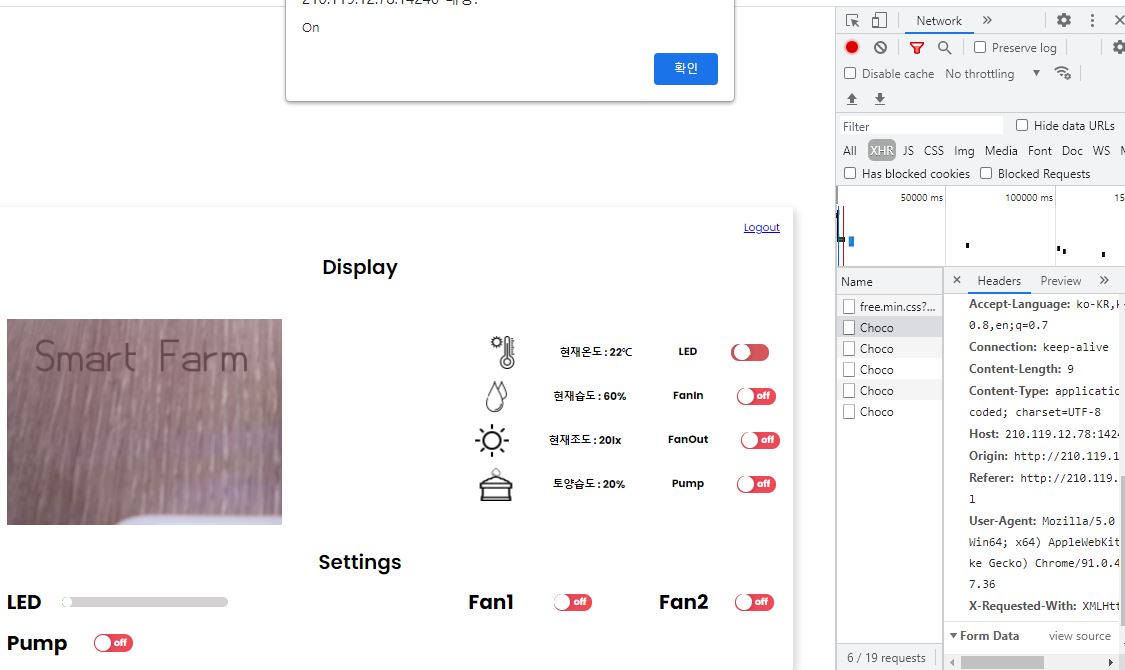 210.119.12.78:14240 내용:
On
확인
Logout
Display
Smart Farm
현재온도 : 22℃ LED
현재습도 : 60% FanIn off
현재조도 : 20lx FanOut off
토양습도 : 20% Pump off
Settings
LED Fan1 off Fan2 off
Pump off
Network
Preserve log
Disable cache No throttling
Filter Hide data URLs
All XHR JS CSS Img Media Font Doc WS
Has blocked cookies Blocked Requests
50000 ms 100000 ms 15
Name
free.min.css?...
Choco
Choco
Choco
Choco
Choco
6 / 19 requests
Headers Preview
Accept-Language: ko-KR,k
0.8,en;q=0.7
Connection: keep-alive
Content-Length: 9
Content-Type: applicatio
coded; charset=UTF-8
Host: 210.119.12.78:1424
Origin: http://210.119.1
Referer: http://210.119.
1
User-Agent: Mozilla/5.0
Win64; x64) AppleWebKit
ke Gecko) Chrome/91.0.4
7.36
X-Requested-With: XMLHtt
Form Data view source